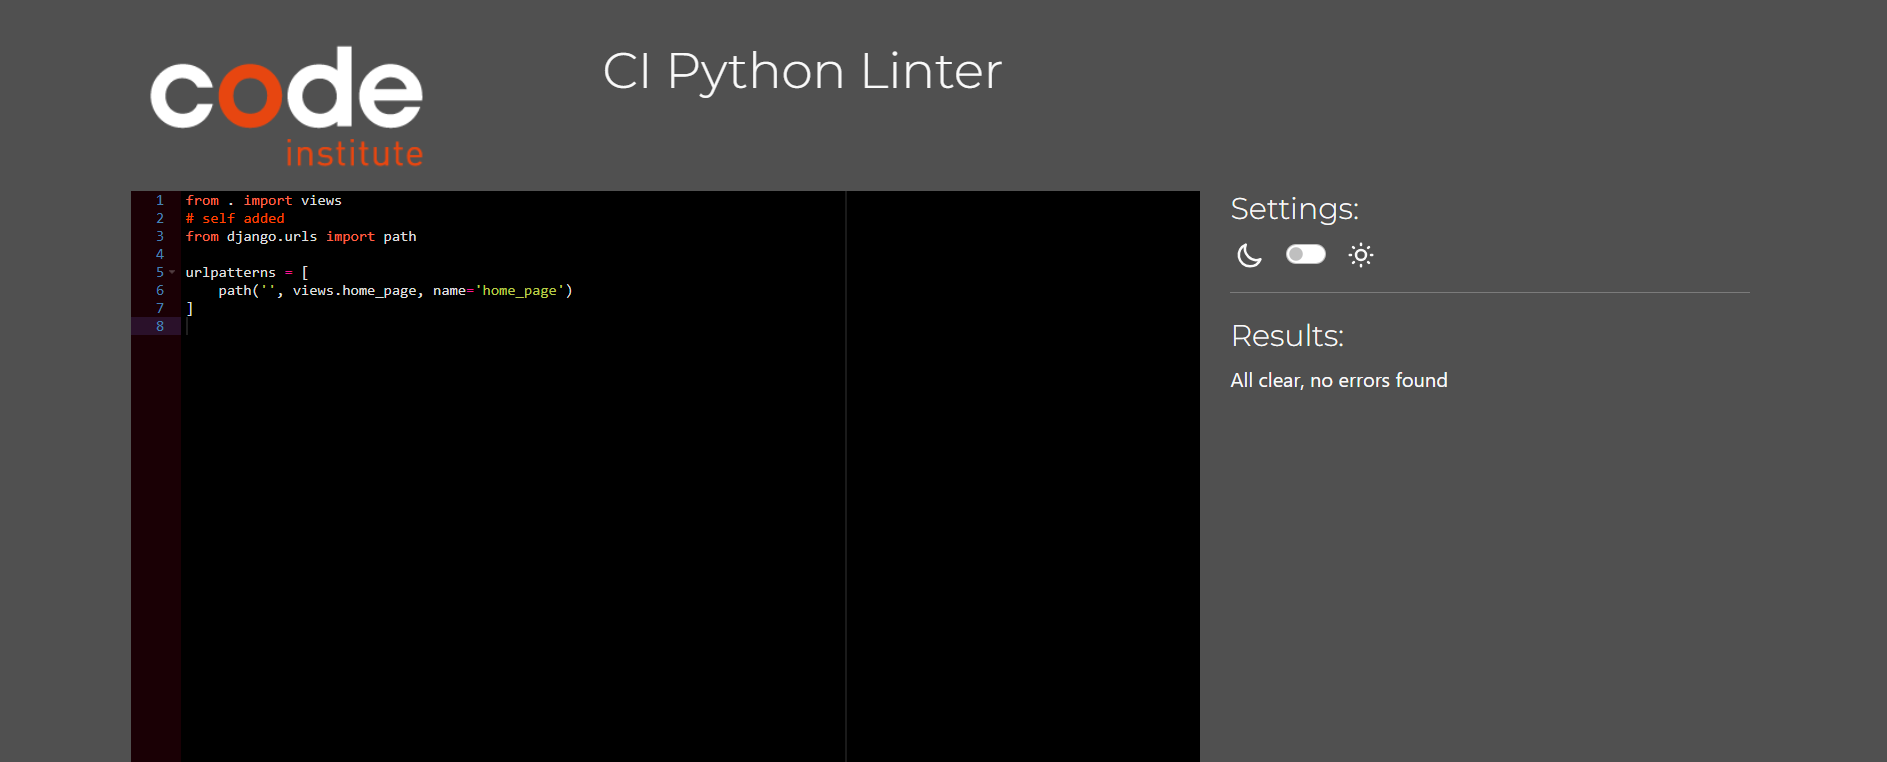 code
institute
CI Python Linter
1 from . import views
2 # self added
3 from django.urls import path
4
5 urlpatterns = [
6     path('', views.home_page, name='home_page')
7 ]
8
Settings:
Results:
All clear, no errors found